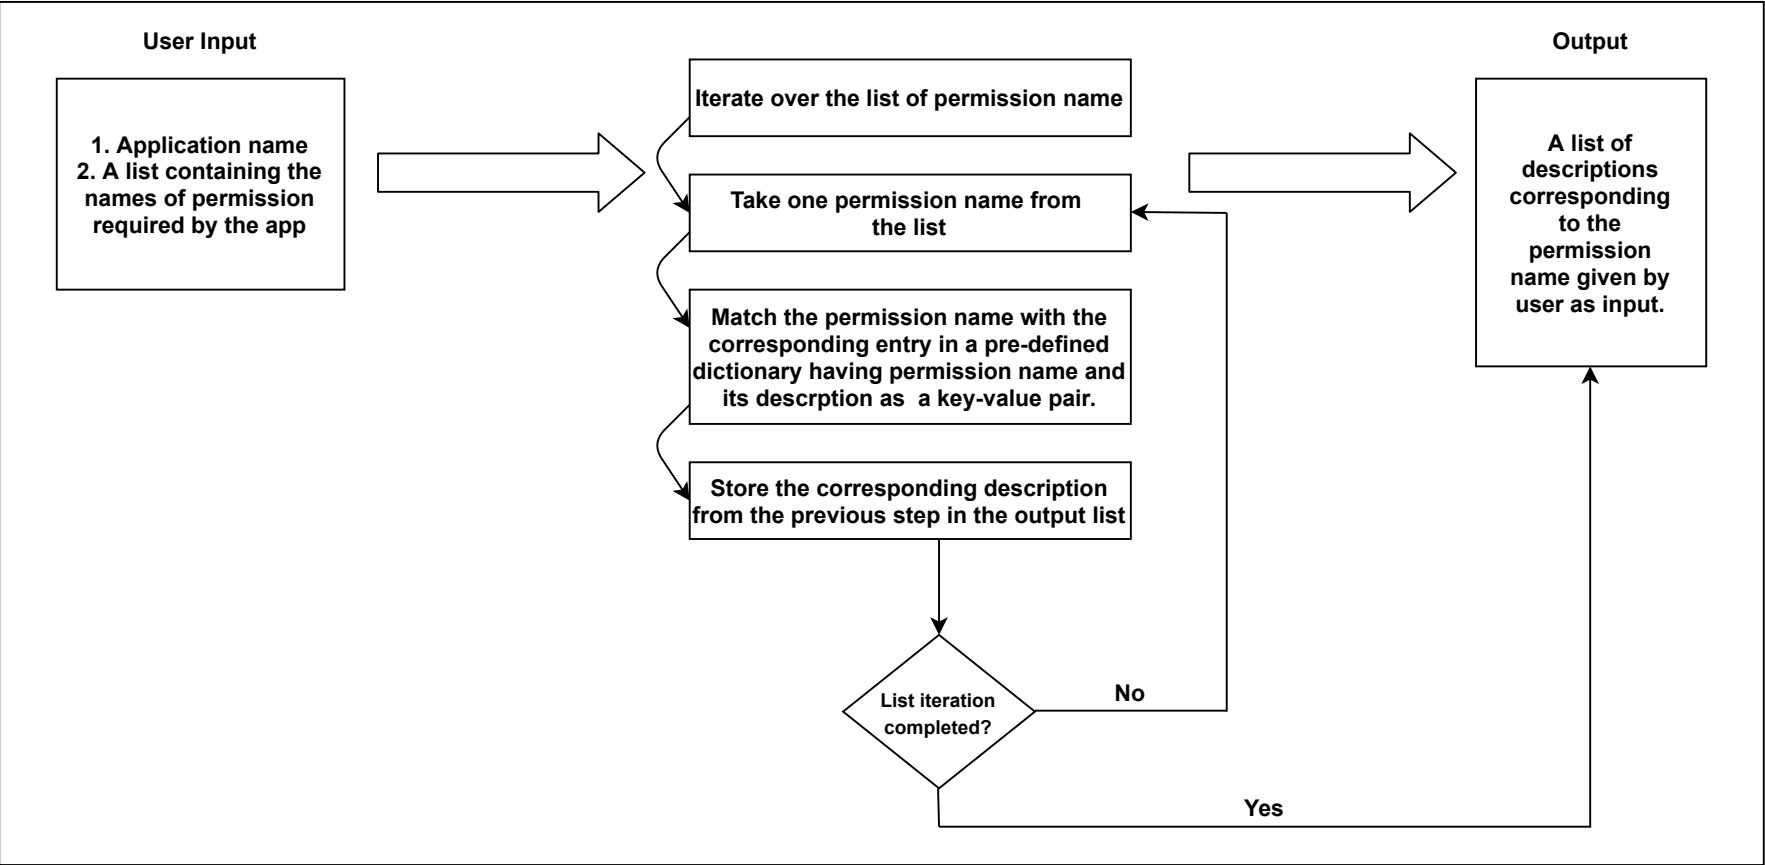 User Input
1. Application name
2. A list containing the
names of permission
required by the app
Iterate over the list of permission name
Take one permission name from
the list
Match the permission name with the
corresponding entry in a pre-defined
dictionary having permission name and
its descrption as  a key-value pair.
Store the corresponding description
from the previous step in the output list
List iteration
completed?
No
Yes
Output
A list of
descriptions
corresponding
to the
permission
name given by
user as input.